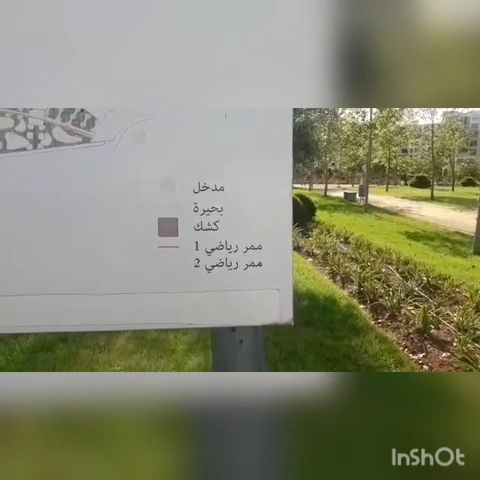 مدخل
بحيرة
كشك
ممر رياضي 1
ممر رياضي 2
InShOt